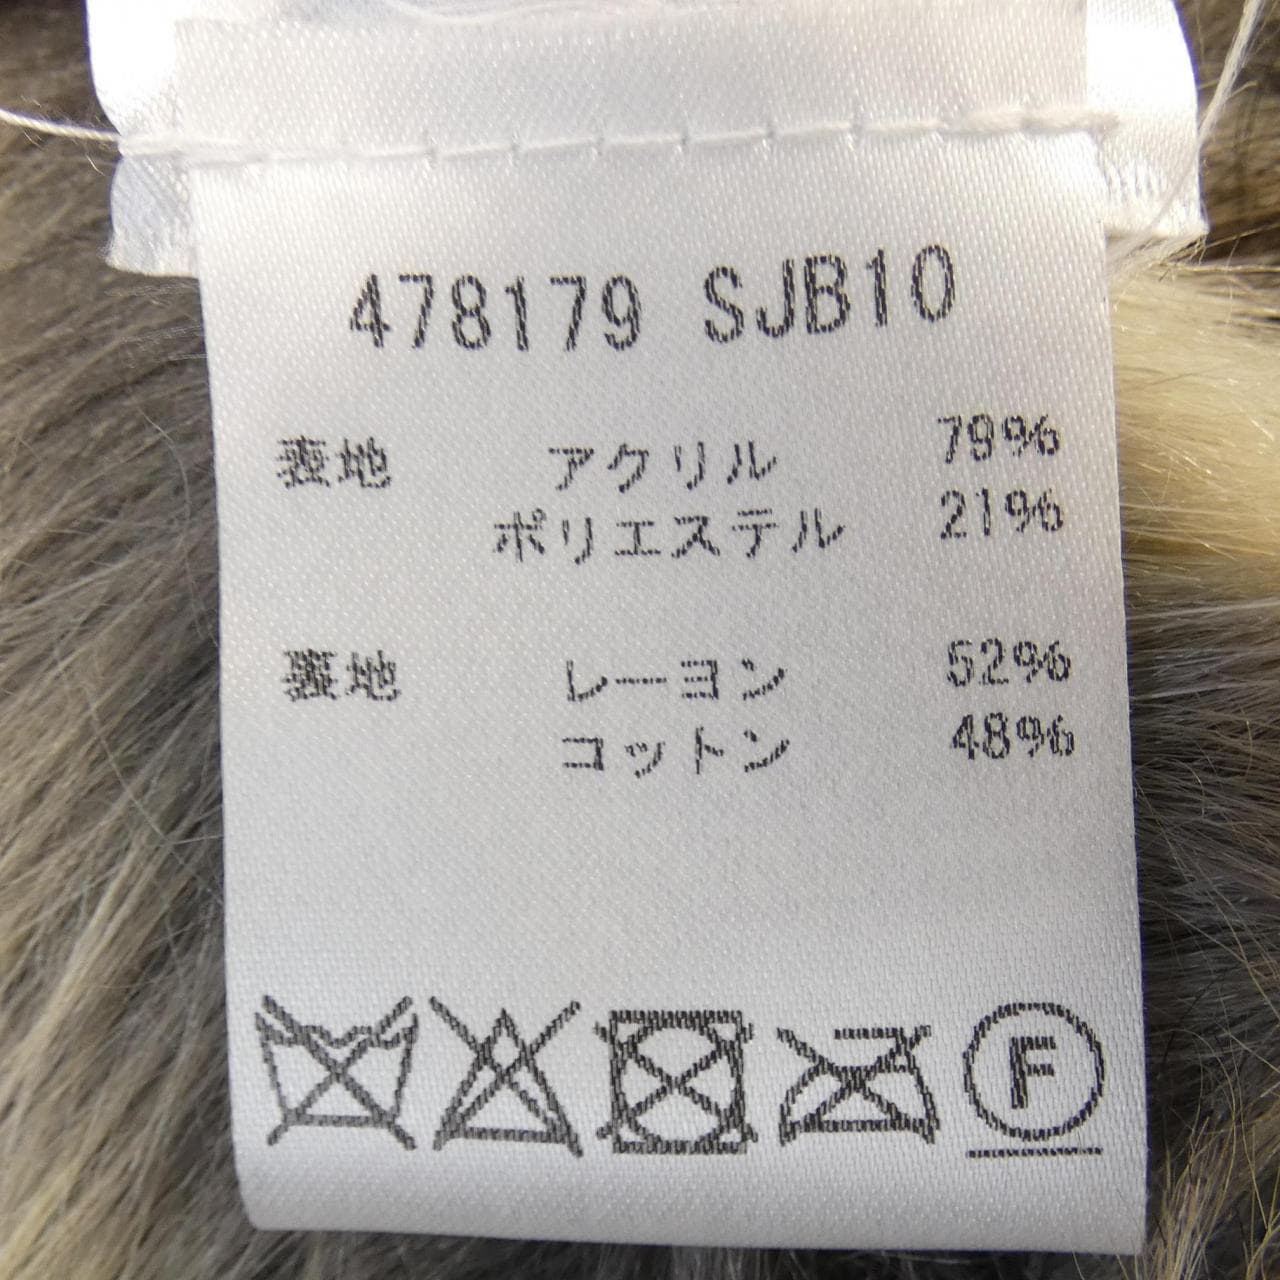 478179 SJB10
表地 アクリル 79%
ポリエステル 21%
裏地 レーヨン 52%
コットン 48%
F